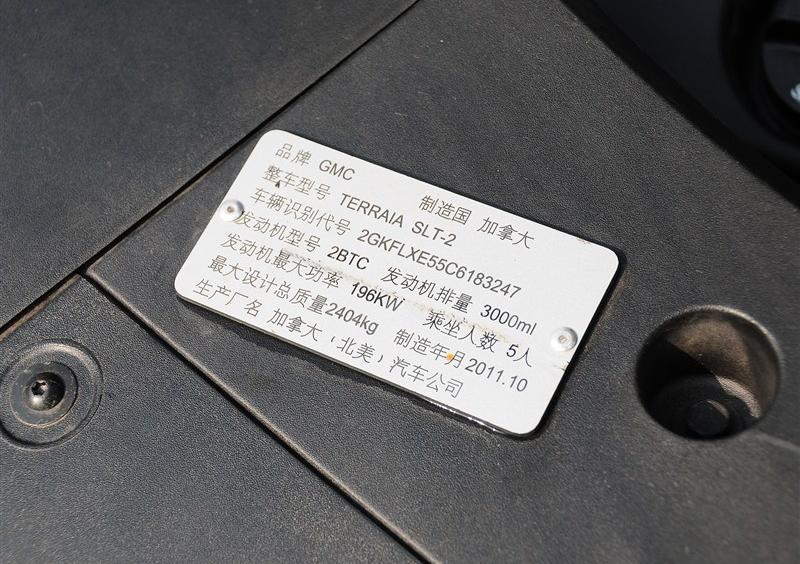 品牌 GMC 制造国 加拿大
整车型号 TERRAIA SLT-2
车辆识别代号 2GKFLXE55C6183247
发动机型号 2BTC 发动机排量 3000ml
发动机最大功率 196KW 乘坐人数 5人
最大设计总质量2404kg 制造年月2011.10
生产厂名 加拿大（北美）汽车公司